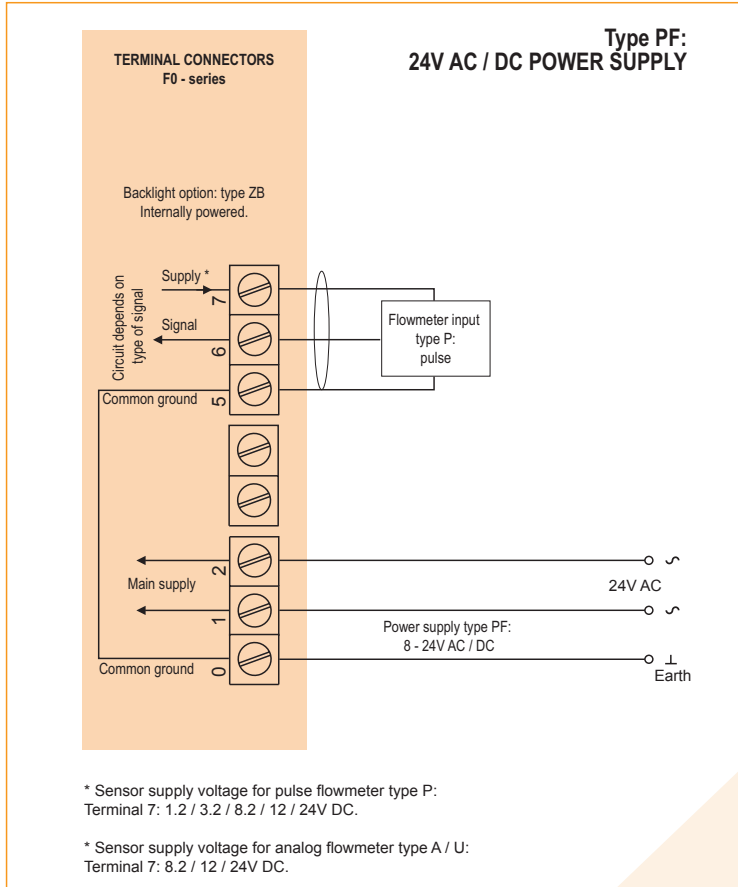 Type PF:
24V AC / DC POWER SUPPLY
TERMINAL CONNECTORS
F0 - series
Backlight option: type ZB
Internally powered.
Circuit depends on
type of signal
Supply *
7
Signal
6
Common ground
5
Flowmeter input
type P:
pulse
2
Main supply
1
24V AC
Power supply type PF:
8 - 24V AC / DC
Common ground
0
Earth
* Sensor supply voltage for pulse flowmeter type P:
Terminal 7: 1.2 / 3.2 / 8.2 / 12 / 24V DC.
* Sensor supply voltage for analog flowmeter type A / U:
Terminal 7: 8.2 / 12 / 24V DC.